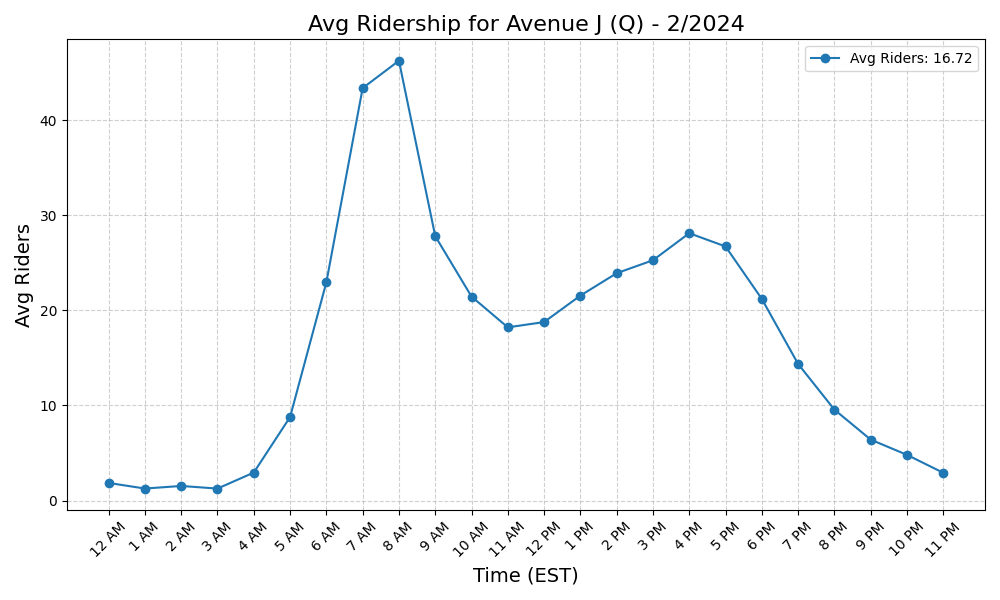 Avg Ridership for Avenue J (Q) - 2/2024
Avg Riders: 16.72
Avg Riders
40
30
20
10
0
12 AM
1 AM
2 AM
3 AM
4 AM
5 AM
6 AM
7 AM
8 AM
9 AM
10 AM
11 AM
12 PM
1 PM
2 PM
3 PM
4 PM
5 PM
6 PM
7 PM
8 PM
9 PM
10 PM
11 PM
Time (EST)